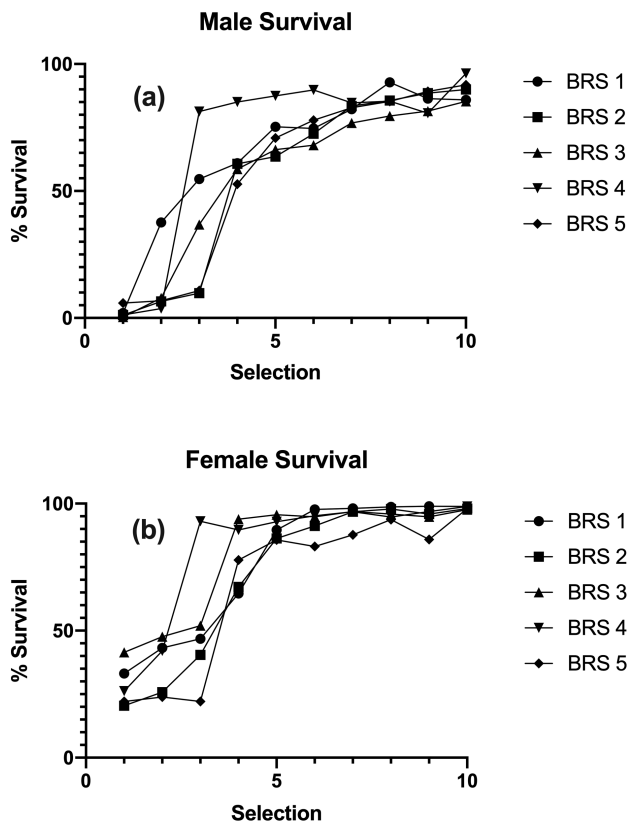 Male Survival
100
(a)
BRS 1
BRS 2
BRS 3
BRS 4
BRS 5
50
% Survival
0
0
5
10
Selection
Female Survival
100
(b)
BRS 1
BRS 2
BRS 3
BRS 4
BRS 5
50
% Survival
0
0
5
10
Selection